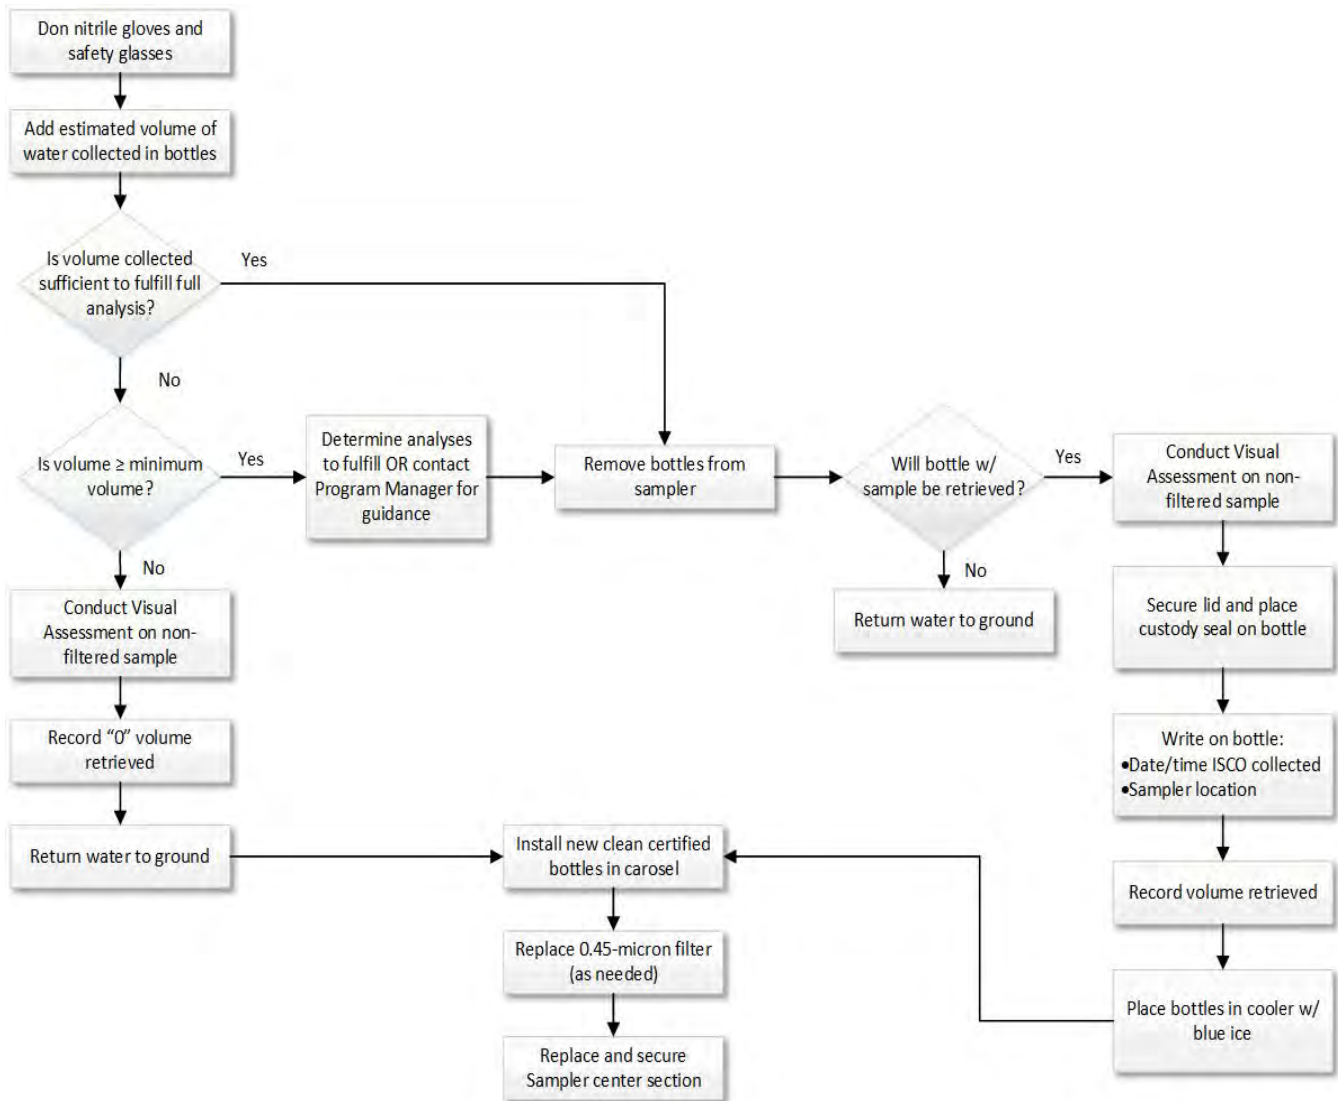 Don nitrile gloves and
safety glasses
Add estimated volume of
water collected in bottles
Is volume collected
sufficient to fulfill full
analysis?
Yes
No
Is volume ≥ minimum
volume?
Yes
Determine analyses
to fulfill OR contact
Program Manager for
guidance
Remove bottles from
sampler
Will bottle w/
sample be retrieved?
Yes
Conduct Visual
Assessment on non-
filtered sample
No
Return water to ground
Secure lid and place
custody seal on bottle
Write on bottle:
•Date/time ISCO collected
•Sampler location
Record volume retrieved
Place bottles in cooler w/
blue ice
No
Conduct Visual
Assessment on non-
filtered sample
Record "0" volume
retrieved
Return water to ground
Install new clean certified
bottles in carosel
Replace 0.45-micron filter
(as needed)
Replace and secure
Sampler center section